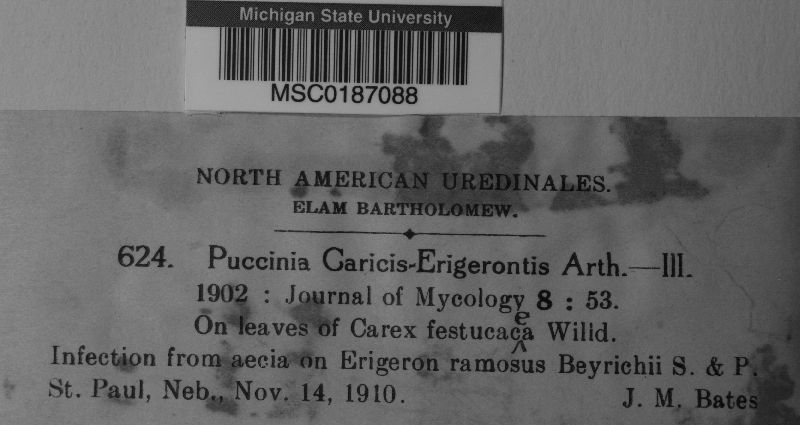 Michigan State University
MSC0187088
NORTH AMERICAN UREDINALES.
ELAM BARTHOLOMEW.
624. Puccinia Caricis-Erigerontis Arth.—III.
1902 : Journal of Mycology 8 : 53.
On leaves of Carex festucacea Willd.
Infection from aecia on Erigeron ramosus Beyrichii S. & P.
St. Paul, Neb., Nov. 14, 1910. J. M. Bates